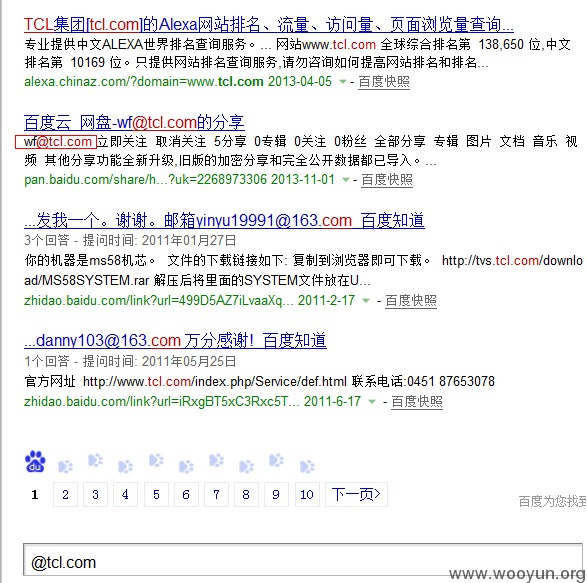 TCL集团[tcl.com]的Alexa网站排名、流量、访问量、页面浏览量查询...
专业提供中文ALEXA世界排名查询服务。... 网站www.tcl.com 全球综合排名第 138,650 位,中文
排名第 10169 位。只提供网站排名查询服务,请勿咨询如何提高网站排名和排名...
alexa.chinaz.com/?domain=www.tcl.com 2013-04-05 - 百度快照
百度云 网盘-wf@tcl.com的分享
wf@tcl.com 立即关注 取消关注 5分享 0专辑 0关注 0粉丝 全部分享 专辑 图片 文档 音乐 视
频 其他分享功能全新升级,旧版的加密分享和完全公开数据都已导入。...
pan.baidu.com/share/h...?uk=2268973306 2013-11-01 - 百度快照
...发我一个。谢谢。邮箱yinyu19991@163.com_百度知道
3个回答 - 提问时间: 2011年01月27日
你的机器是ms58机芯。 文件的下载链接如下: 复制到浏览器即可下载。 http://tvs.tcl.com/downlo
ad/MS58SYSTEM.rar 解压后将里面的SYSTEM文件放在U...
zhidao.baidu.com/link?url=499D5AZ7iLvaaXq... 2011-2-17 - 百度快照
...danny103@163.com 万分感谢!_百度知道
1个回答 - 提问时间: 2011年05月25日
官方网址 http://www.tcl.com/index.php/Service/def.html 联系电话:0451 87653078
zhidao.baidu.com/link?url=iRxgBT5xC3Rxc5T... 2011-6-17 - 百度快照
du
1 2 3 4 5 6 7 8 9 10 下一页>
百度为您找到
@tcl.com
www.wooyun.org